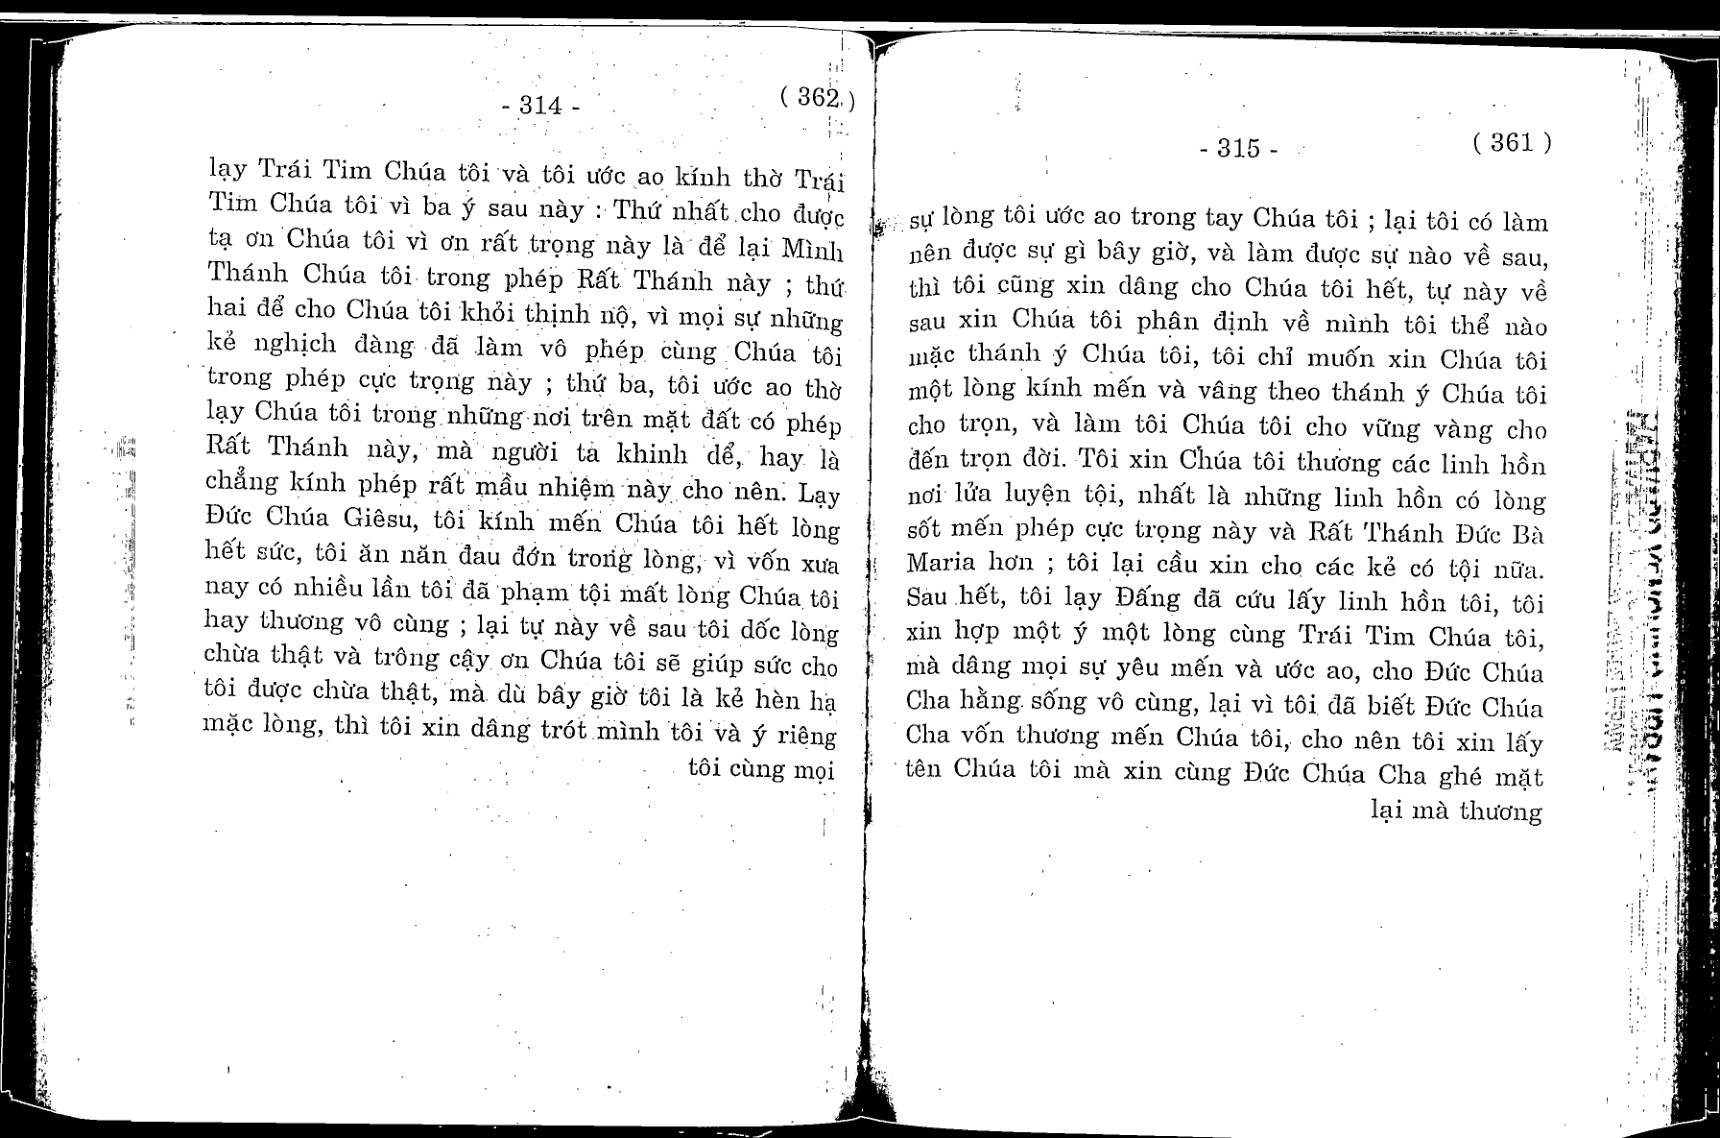 - 314 -
( 362 )
lạy Trái Tim Chúa tôi và tôi ước ao kính thờ Trái
Tim Chúa tôi vì ba ý sau này : Thứ nhất cho được
tạ ơn Chúa tôi vì ơn rất trọng này là để lại Mình
Thánh Chúa tôi trong phép Rất Thánh này ; thứ
hai để cho Chúa tôi khỏi thịnh nộ, vì mọi sự những
kẻ nghịch đàng đã làm vô phép cùng Chúa tôi
trong phép cực trọng này ; thứ ba, tôi ước ao thờ
lạy Chúa tôi trong những nơi trên mặt đất có phép
Rất Thánh này, mà người ta khinh dể, hay là
chẳng kính phép rất mầu nhiệm này cho nên. Lạy
Đức Chúa Giêsu, tôi kính mến Chúa tôi hết lòng
hết sức, tôi ăn năn đau đớn trong lòng, vì vốn xưa
nay có nhiều lần tôi đã phạm tội mất lòng Chúa tôi
hay thương vô cùng ; lại tự này về sau tôi dốc lòng
chừa thật và trông cậy ơn Chúa tôi sẽ giúp sức cho
tôi được chừa thật, mà dù bây giờ tôi là kẻ hèn hạ
mặc lòng, thì tôi xin dâng trót mình tôi và ý riêng
tôi cùng mọi
- 315 -
( 361 )
sự lòng tôi ước ao trong tay Chúa tôi ; lại tôi có làm
nên được sự gì bây giờ, và làm được sự nào về sau,
thì tôi cũng xin dâng cho Chúa tôi hết, tự này về
sau xin Chúa tôi phân định về mình tôi thể nào
mặc thánh ý Chúa tôi, tôi chỉ muốn xin Chúa tôi
một lòng kính mến và vâng theo thánh ý Chúa tôi
cho trọn, và làm tôi Chúa tôi cho vững vàng cho
đến trọn đời. Tôi xin Chúa tôi thương các linh hồn
nơi lửa luyện tội, nhất là những linh hồn có lòng
sốt mến phép cực trọng này và Rất Thánh Đức Bà
Maria hơn ; tôi lại cầu xin cho các kẻ có tội nữa.
Sau hết, tôi lạy Đấng đã cứu lấy linh hồn tôi, tôi
xin hợp một ý một lòng cùng Trái Tim Chúa tôi,
mà dâng mọi sự yêu mến và ước ao, cho Đức Chúa
Cha hằng sống vô cùng, lại vì tôi đã biết Đức Chúa
Cha vốn thương mến Chúa tôi, cho nên tôi xin lấy
tên Chúa tôi mà xin cùng Đức Chúa Cha ghé mặt
lại mà thương